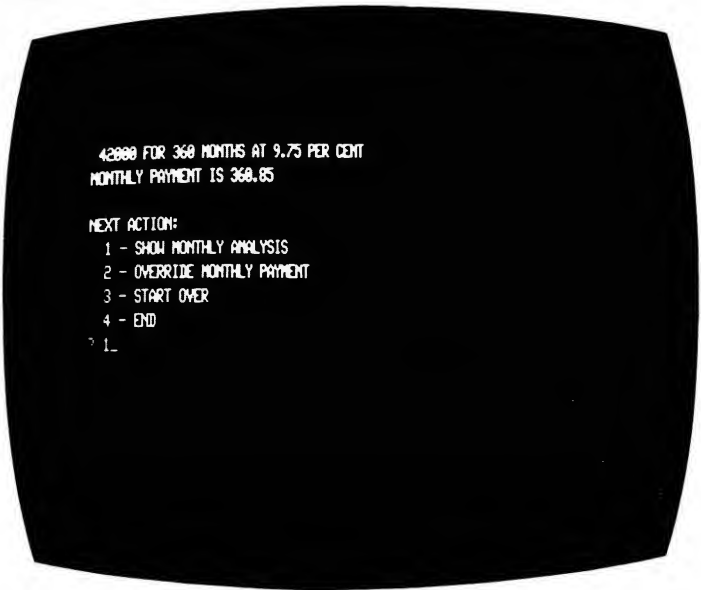 42000 FOR 360 MONTHS AT 9.75 PER CENT
MONTHLY PAYMENT IS 360.85
NEXT ACTION:
1 - SHOW MONTHLY ANALYSIS
2 - OVERRIDE MONTHLY PAYMENT
3 - START OVER
4 - END
? 1_